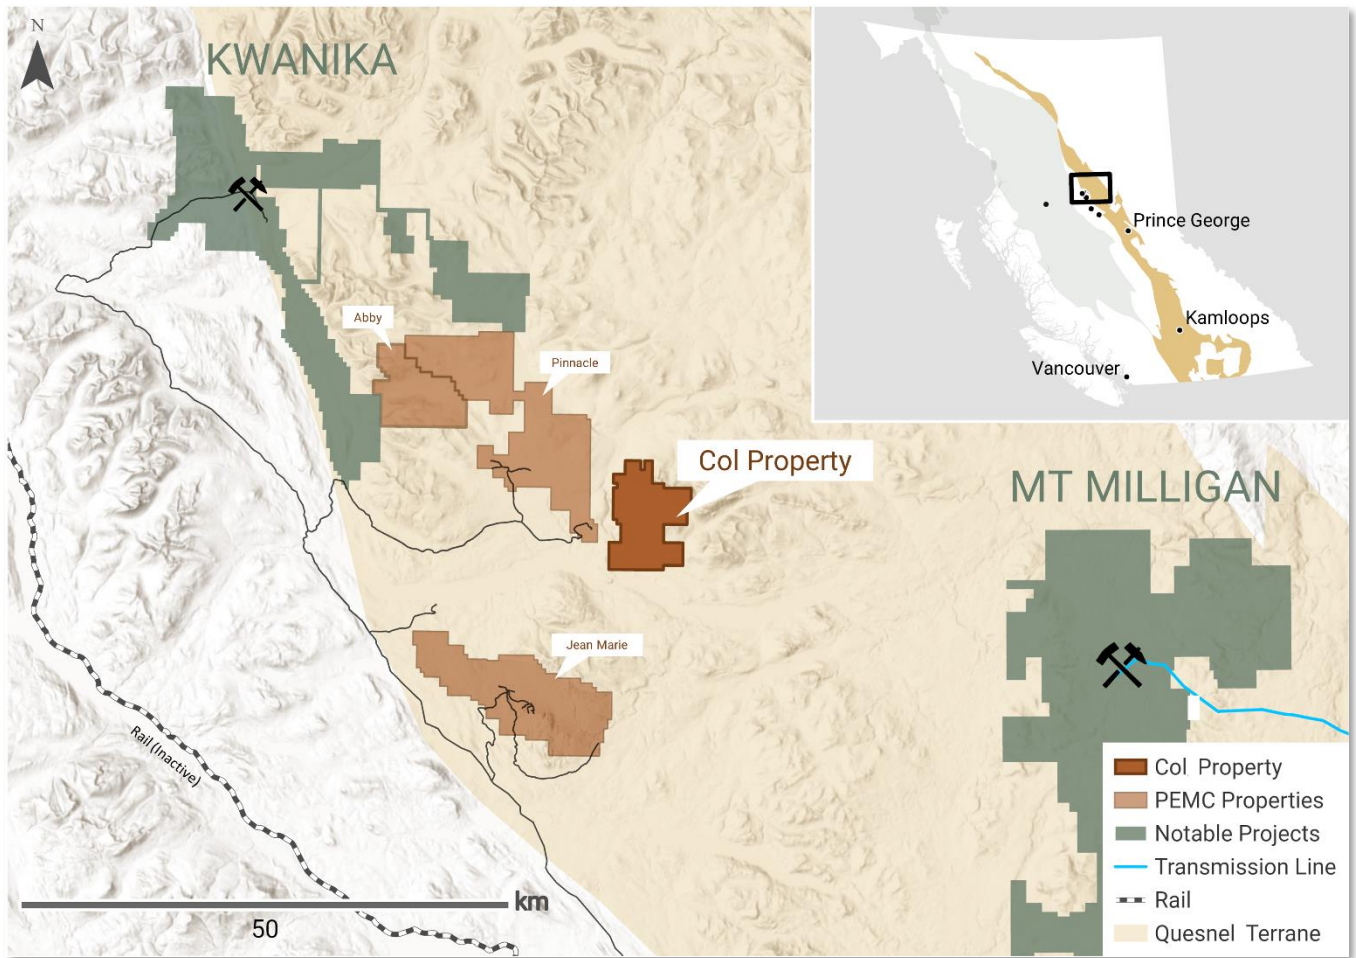 N
KWANIKA
Prince George
Kamloops
Vancouver
Abby
Pinnacle
Col Property
MT MILLIGAN
Jean Marie
Rail (Inactive)
km
50
Col Property
PEMC Properties
Notable Projects
Transmission Line
Rail
Quesnel Terrane